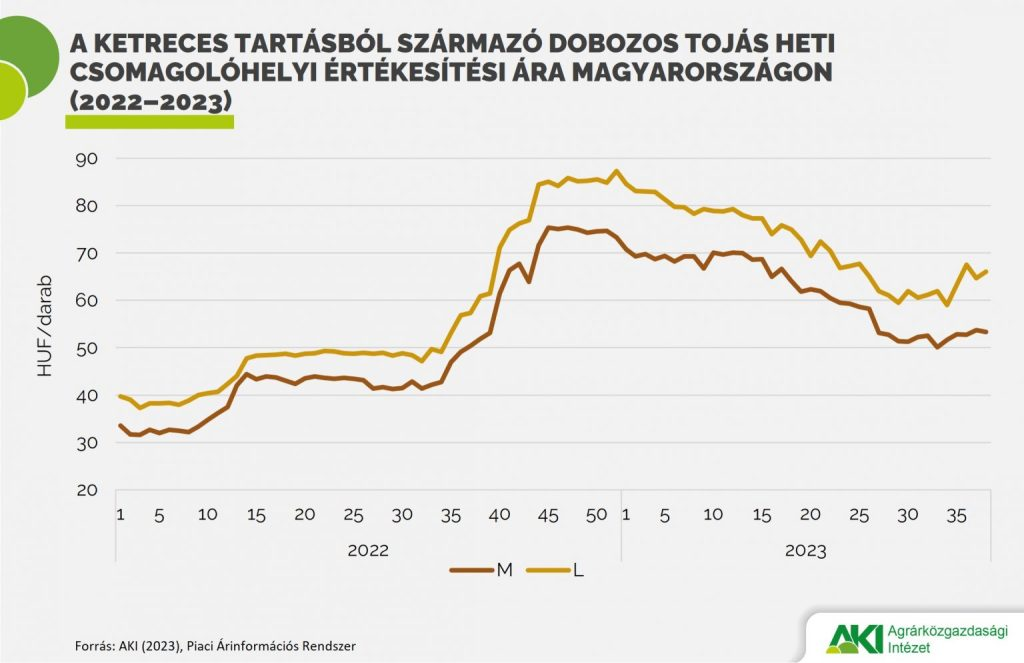 A KETRECES TARTÁSBÓL SZÁRMAZÓ DOBOZOS TOJÁS HETI
CSOMAGOLÓHELYI ÉRTÉKESÍTÉSI ÁRA MAGYARORSZÁGON
(2022–2023)
90
80
70
60
50
40
30
20
HUF/darab
1 5 10 15 20 25 30 35 40 45 50 1 5 10 15 20 25 30 35
2022 2023
M L
Forrás: AKI (2023), Piaci Árinformációs Rendszer
AKI Agrárközgazdasági
Intézet